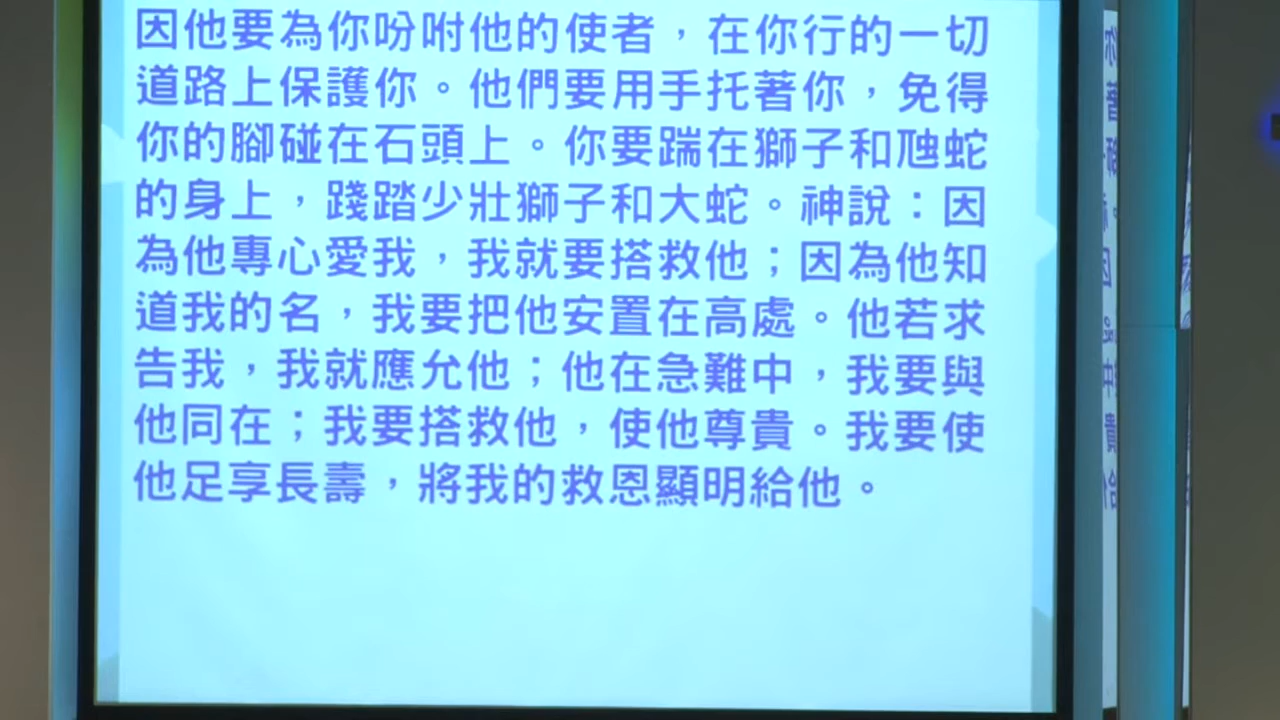 因他要為你吩咐他的使者，在你行的一切
道路上保護你。他們要用手托著你，免得
你的腳碰在石頭上。你要踹在獅子和虺蛇
的身上，踐踏少壯獅子和大蛇。神說：因
為他專心愛我，我就要搭救他；因為他知
道我的名，我要把他安置在高處。他若求
告我，我就應允他；他在急難中，我要與
他同在；我要搭救他，使他尊貴。我要使
他足享長壽，將我的救恩顯明給他。